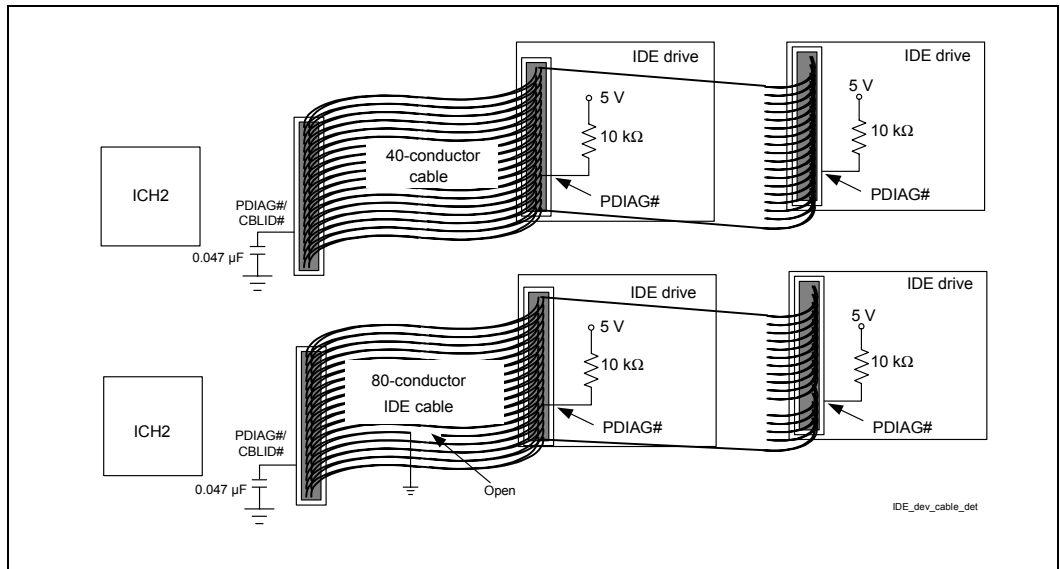 IDE drive
IDE drive
5 V
5 V
10 kΩ
10 kΩ
40-conductor
cable
ICH2
PDIAG#/
CBLID#
PDIAG#
PDIAG#
0.047 µF
IDE drive
IDE drive
5 V
5 V
10 kΩ
10 kΩ
80-conductor
IDE cable
ICH2
PDIAG#/
CBLID#
PDIAG#
PDIAG#
0.047 µF
Open
IDE_dev_cable_det